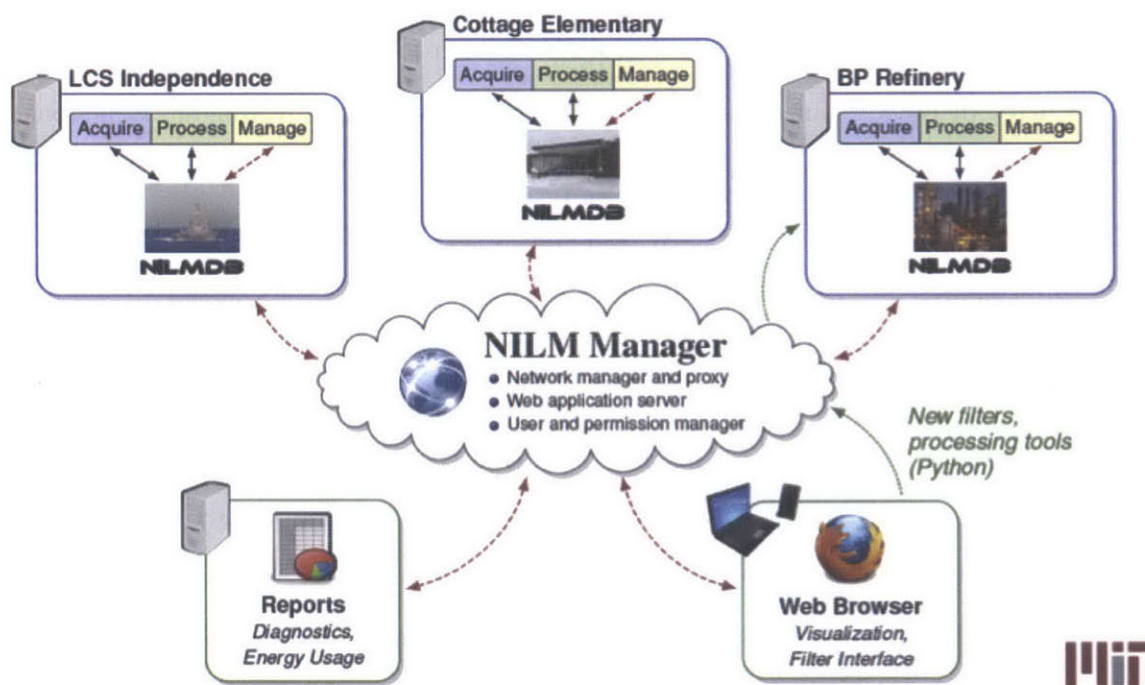 Cottage Elementary
Acquire Process Manage
NILMDB
LCS Independence
Acquire Process Manage
NILMDB
BP Refinery
Acquire Process Manage
NILMDB
NILM Manager
Network manager and proxy
Web application server
User and permission manager
New filters,
processing tools
(Python)
Reports
Diagnostics,
Energy Usage
Web Browser
Visualization,
Filter Interface
MIT